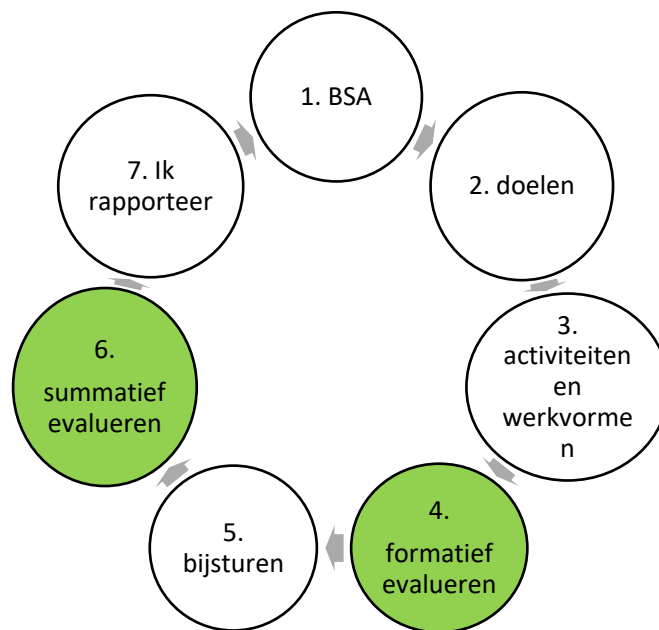 1. BSA
2. doelen
3.
activiteiten
en
werkvorme
n
4.
formatief
evalueren
5.
bijsturen
6.
summatief
evalueren
7. Ik
rapporteer